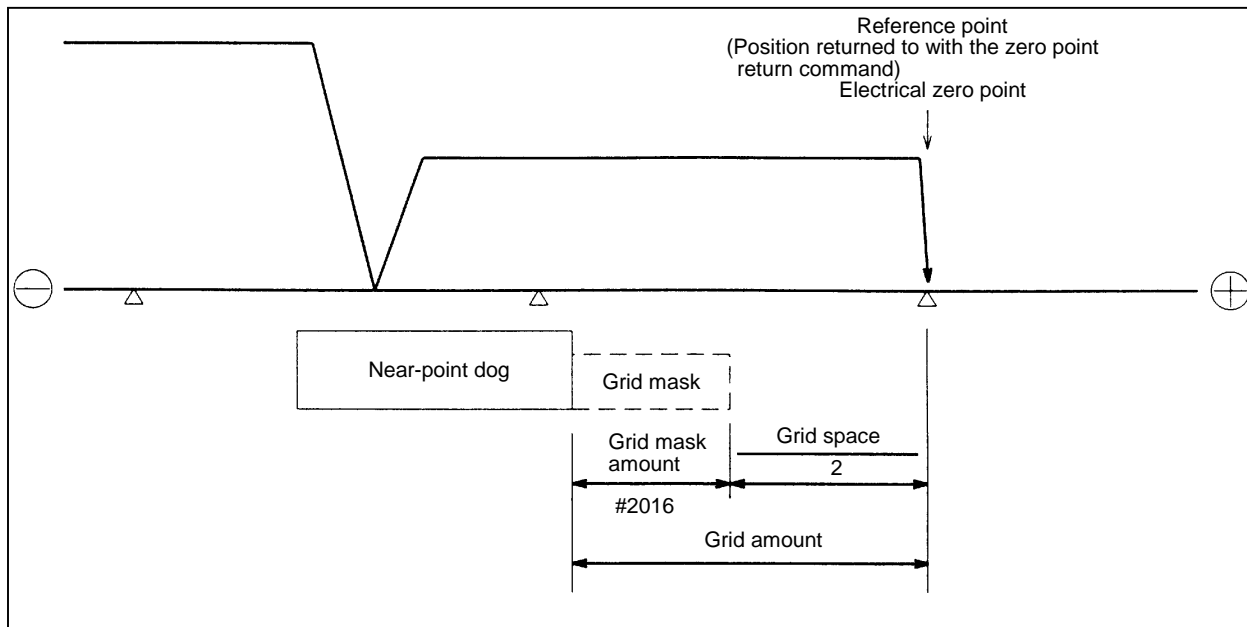 Reference point
(Position returned to with the zero point
return command)
Electrical zero point
Near-point dog
Grid mask
Grid mask
amount
#2016
Grid space
2
Grid amount